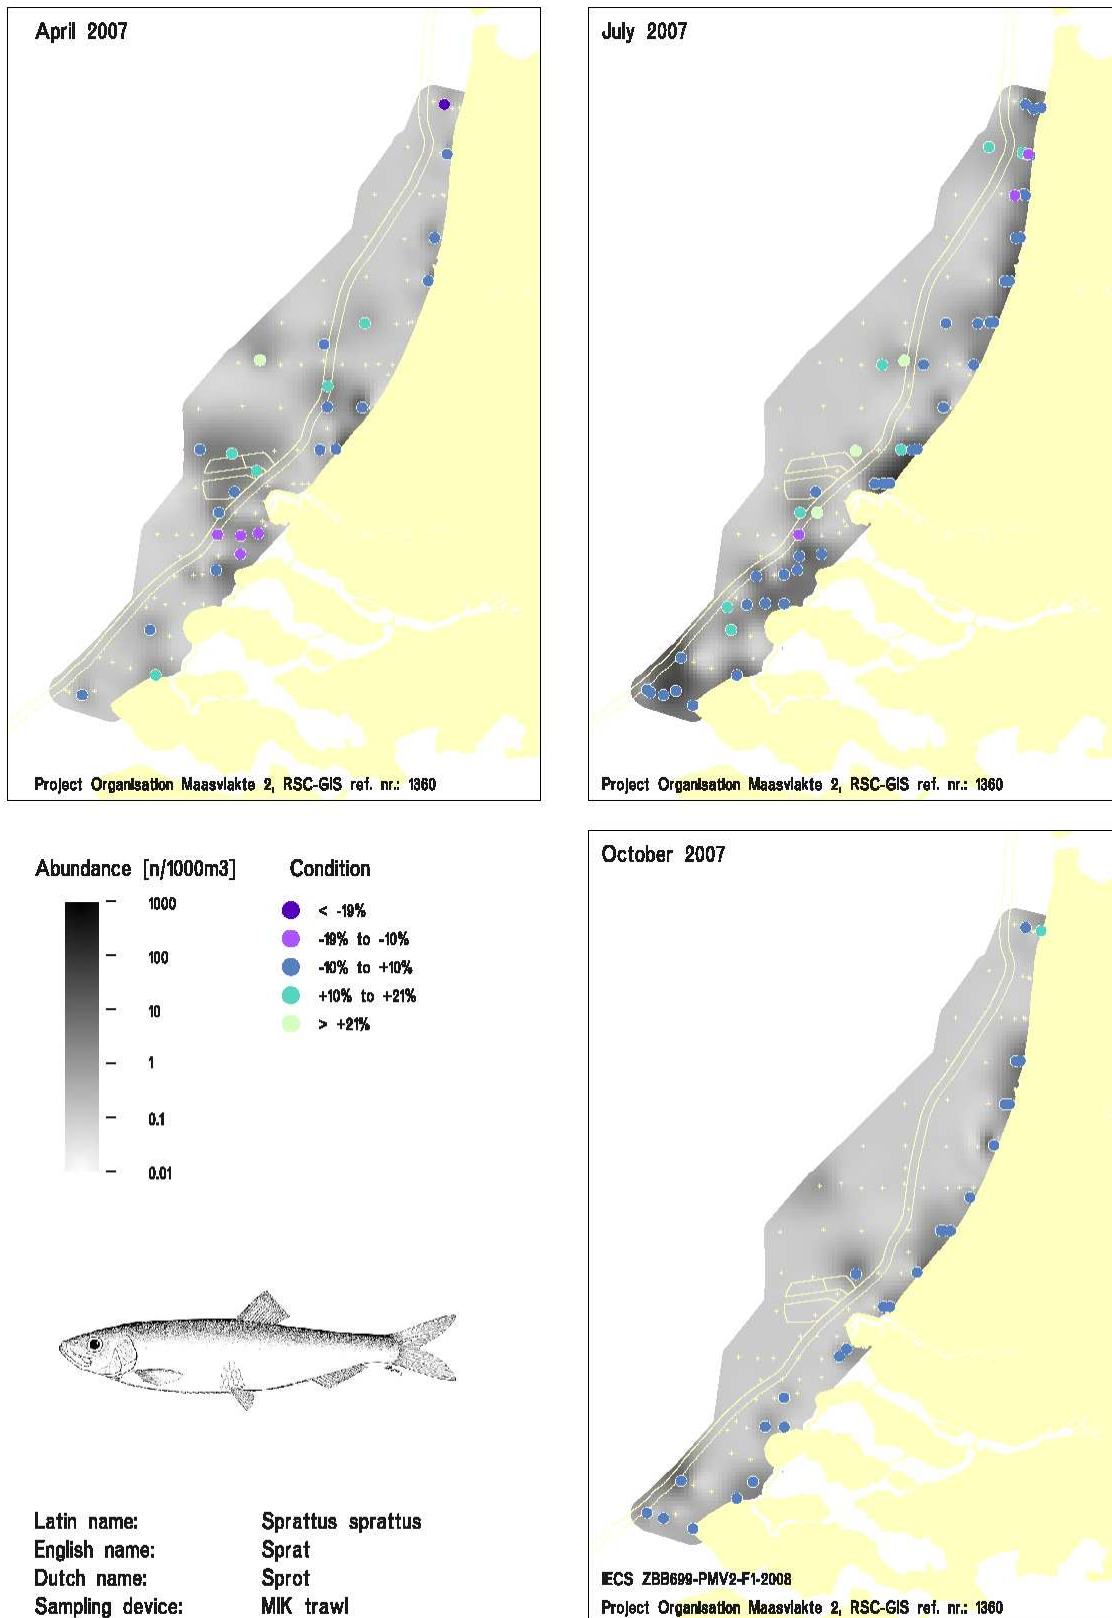 April 2007
July 2007
Project Organisation Maasvlakte 2, RSC-GIS ref. nr.: 1360
Project Organisation Maasvlakte 2, RSC-GIS ref. nr.: 1360
Abundance [n/1000m3]
1000
100
10
1
0.1
0.01
Condition
< -19%
-19% to -10%
-10% to +10%
+10% to +21%
> +21%
October 2007
Latin name: Sprattus sprattus
English name: Sprat
Dutch name: Sprot
Sampling device: MIK trawl
IECS ZBB699-PMV2-F1-2008
Project Organisation Maasvlakte 2, RSC-GIS ref. nr.: 1360